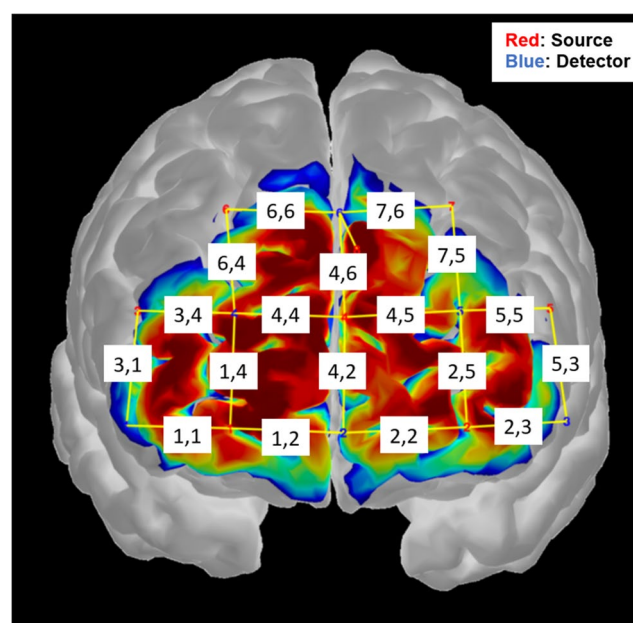 Red: Source
Blue: Detector
6,6 7,6
6,4 4,6 7,5
3,4 4,4 4,5 5,5
3,1 1,4 4,2 2,5 5,3
1,1 1,2 2,2 2,3